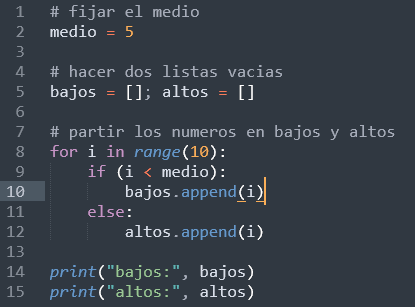 1 # fijar el medio
2 medio = 5
3
4 # hacer dos listas vacias
5 bajos = []; altos = []
6
7 # partir los numeros en bajos y altos
8 for i in range(10):
9     if (i < medio):
10         bajos.append(i)
11     else:
12         altos.append(i)
13
14 print("bajos:", bajos)
15 print("altos:", altos)